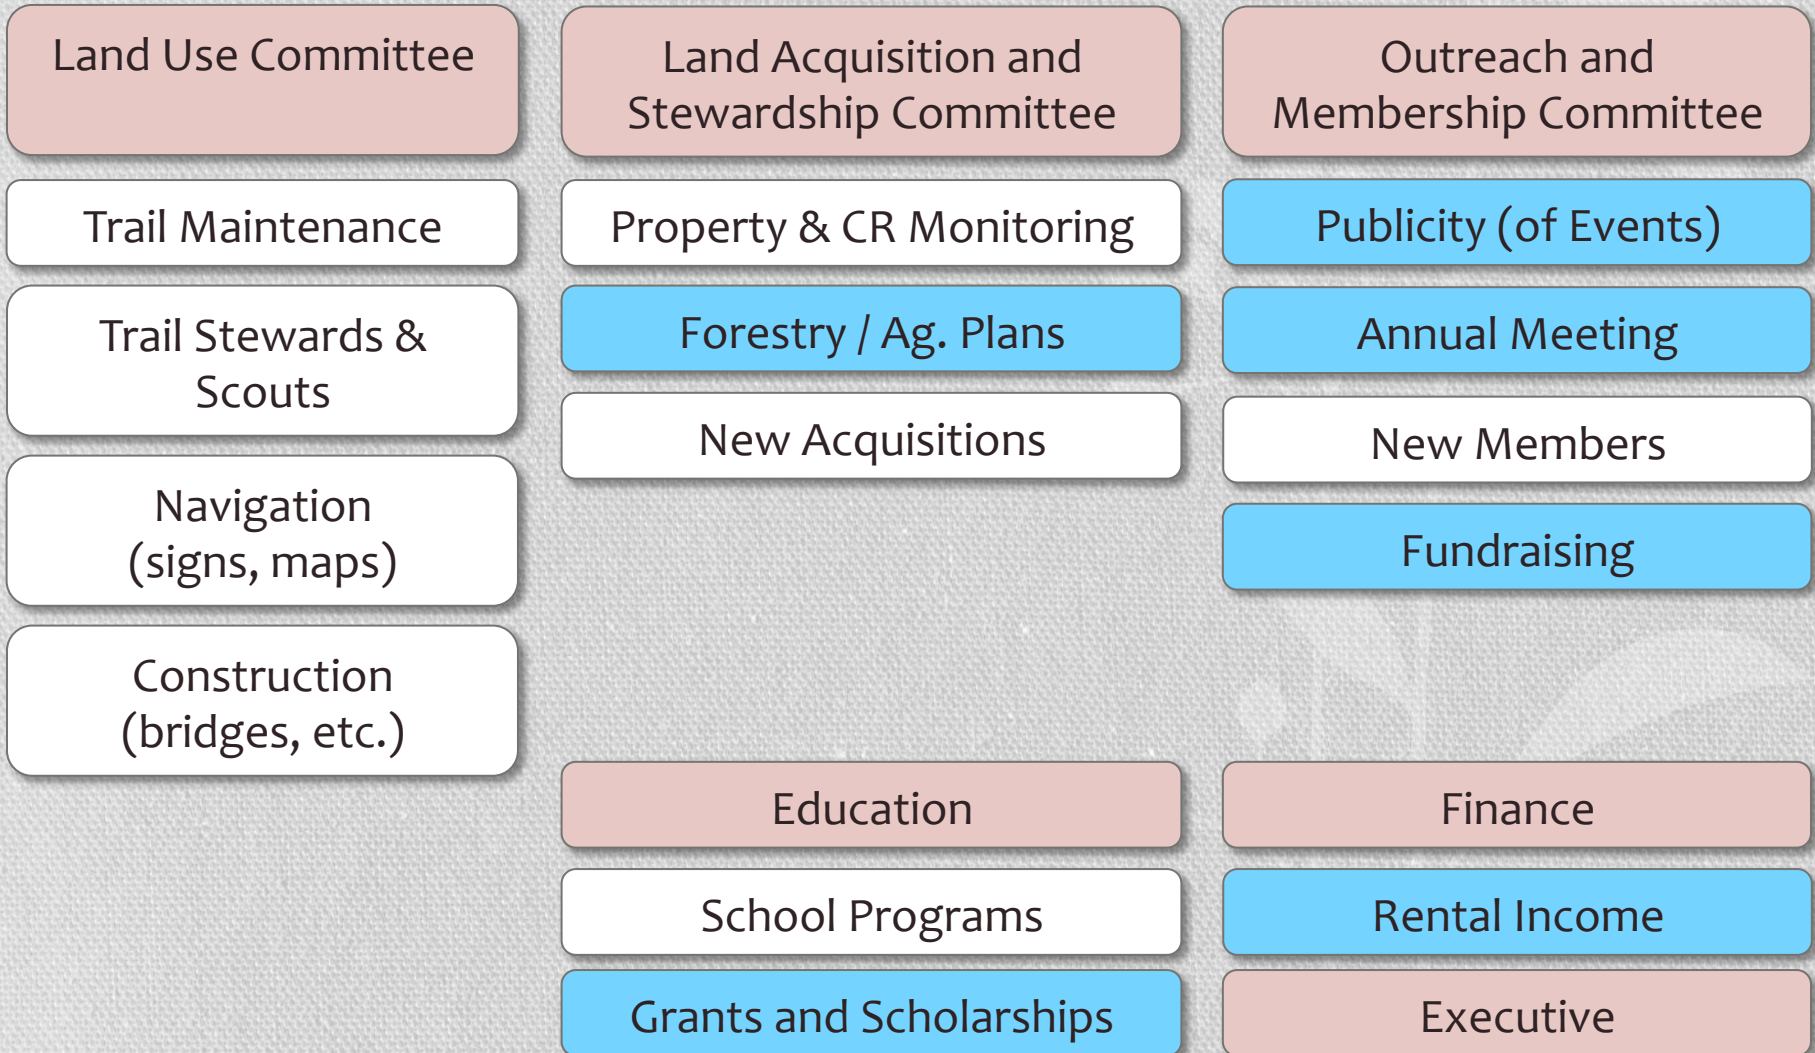 Land Use Committee
Trail Maintenance
Trail Stewards &
Scouts
Navigation
(signs, maps)
Construction
(bridges, etc.)
Land Acquisition and
Stewardship Committee
Property & CR Monitoring
Forestry / Ag. Plans
New Acquisitions
Education
School Programs
Grants and Scholarships
Outreach and
Membership Committee
Publicity (of Events)
Annual Meeting
New Members
Fundraising
Finance
Rental Income
Executive